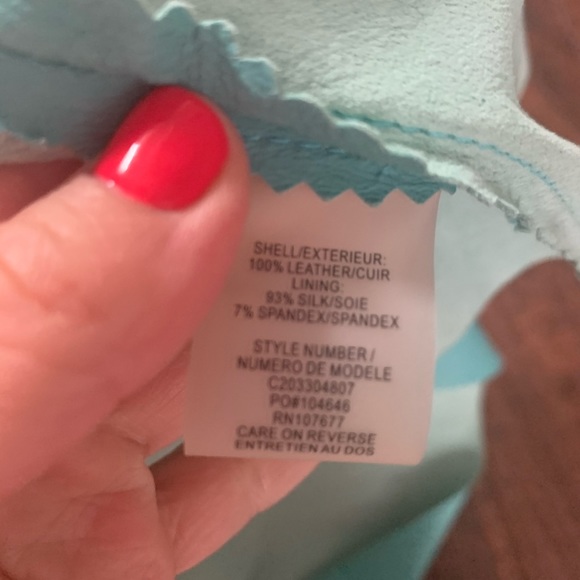 SHELL/EXTERIEUR:
100% LEATHER/CUIR
LINING:
93% SILK/SOIE
7% SPANDEX/SPANDEX
STYLE NUMBER /
NUMERO DE MODELE
C203304807
PO#104646
RN107677
CARE ON REVERSE
ENTRETIEN AU DOS